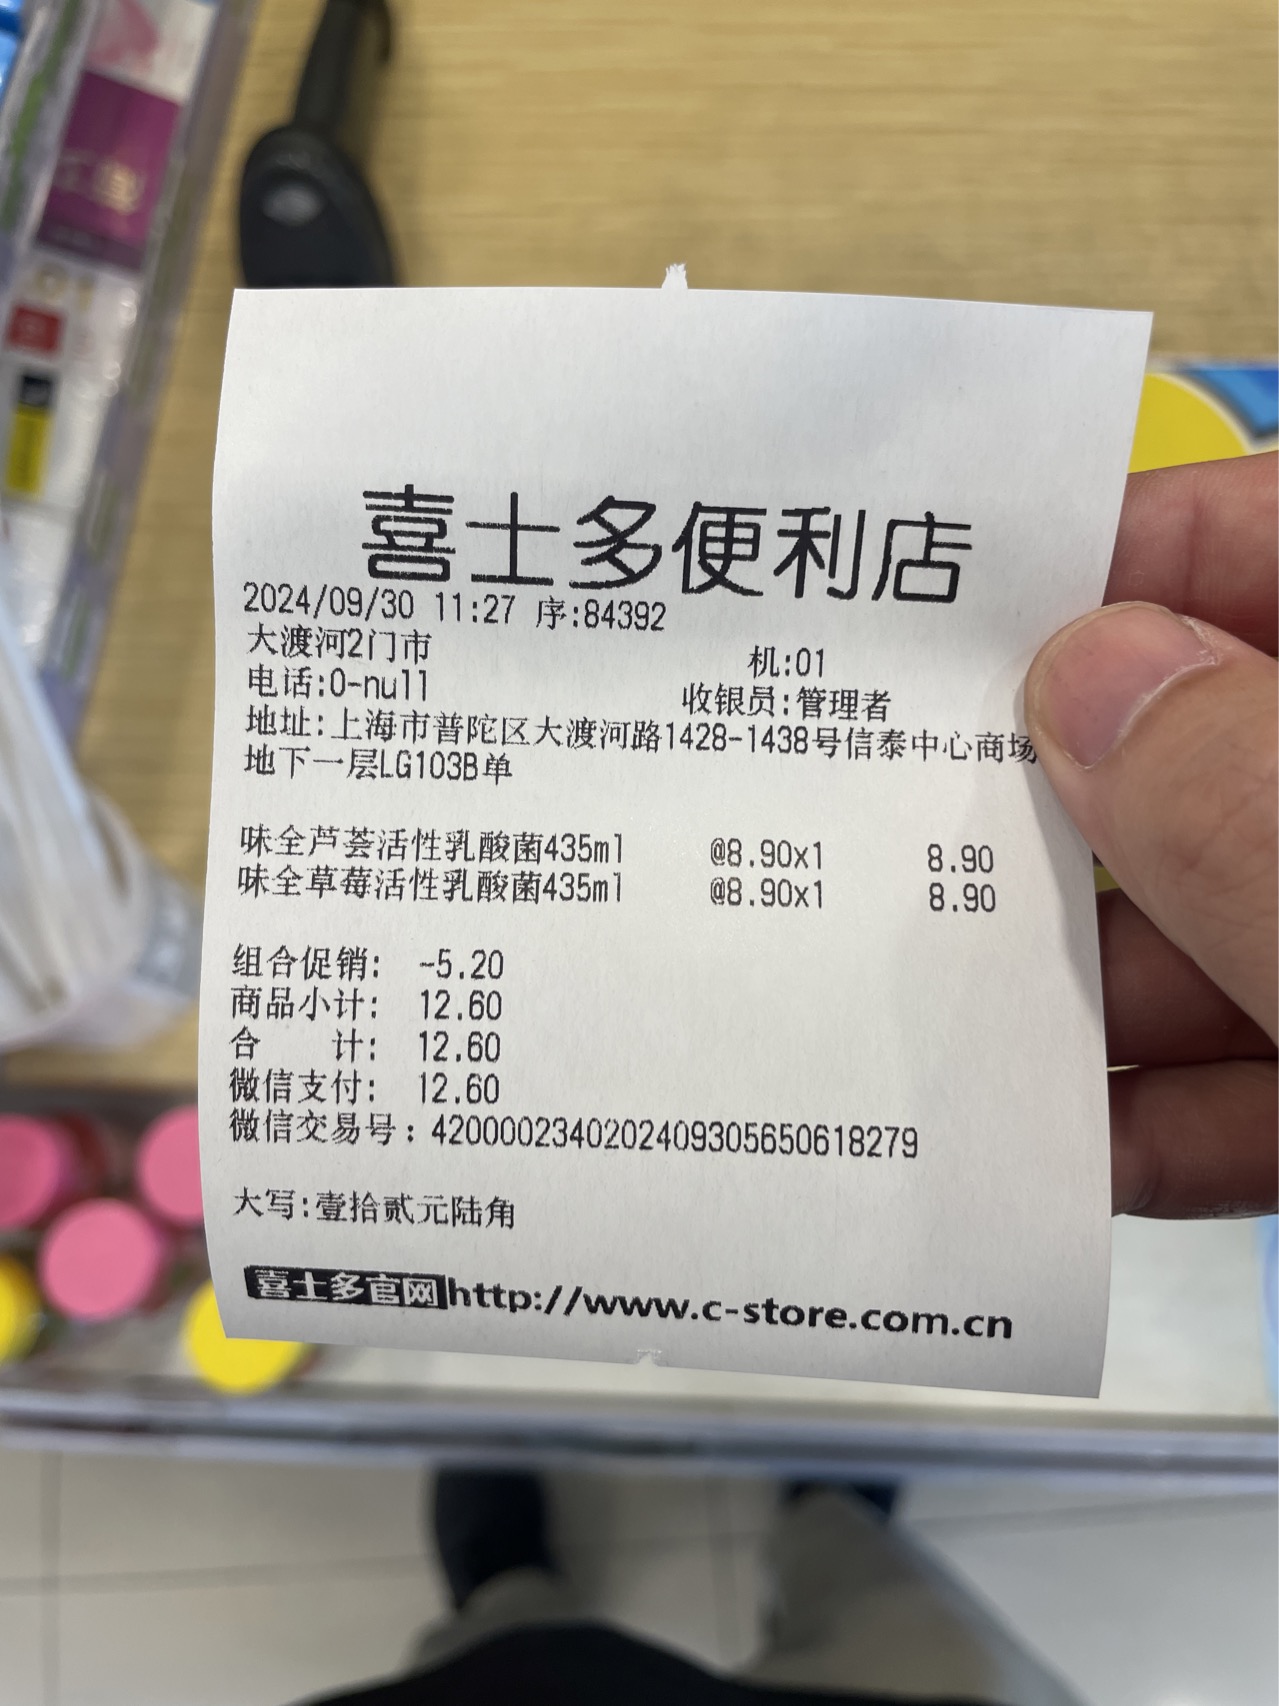 喜士多便利店
2024/09/30 11:27 序:84392
大渡河2门市 机:01
电话:0-null 收银员:管理者
地址:上海市普陀区大渡河路1428-1438号信泰中心商场
地下一层LG103B单
味全芦荟活性乳酸菌435ml @8.90x1 8.90
味全草莓活性乳酸菌435ml @8.90x1 8.90
组合促销: -5.20
商品小计: 12.60
合 计: 12.60
微信支付: 12.60
微信交易号: 4200002340202409305650618279
大写:壹拾贰元陆角
喜士多官网http://www.c-store.com.cn